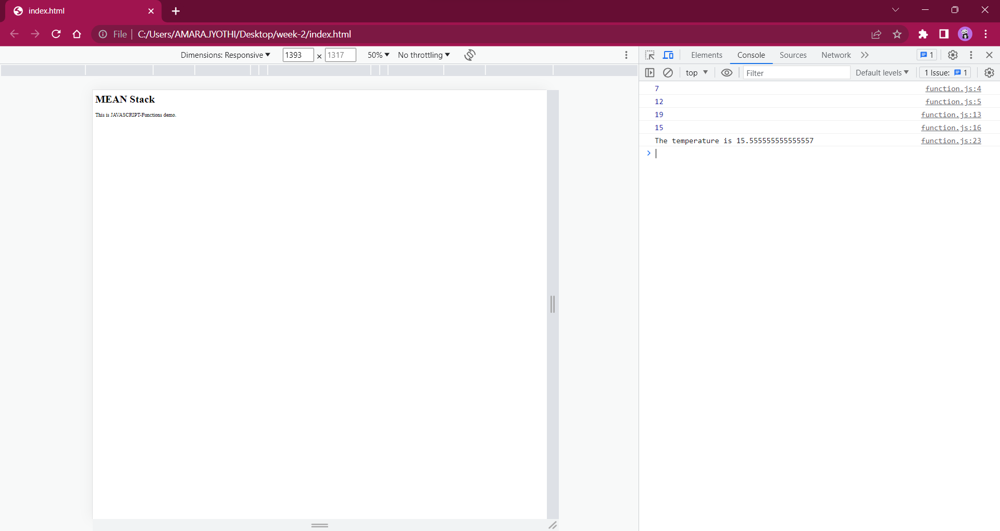 index.html
File
C:/Users/AMARAJYOTHI/Desktop/week-2/index.html
Dimensions: Responsive 1393 × 1317 50% No throttling
Elements Console Sources Network 1
top Filter Default levels 1 Issue: 1
MEAN Stack
This is JAVASCRIPT-Functions demo.
7 function.js:4
12 function.js:5
19 function.js:13
15 function.js:16
The temperature is 15.555555555555557 function.js:23